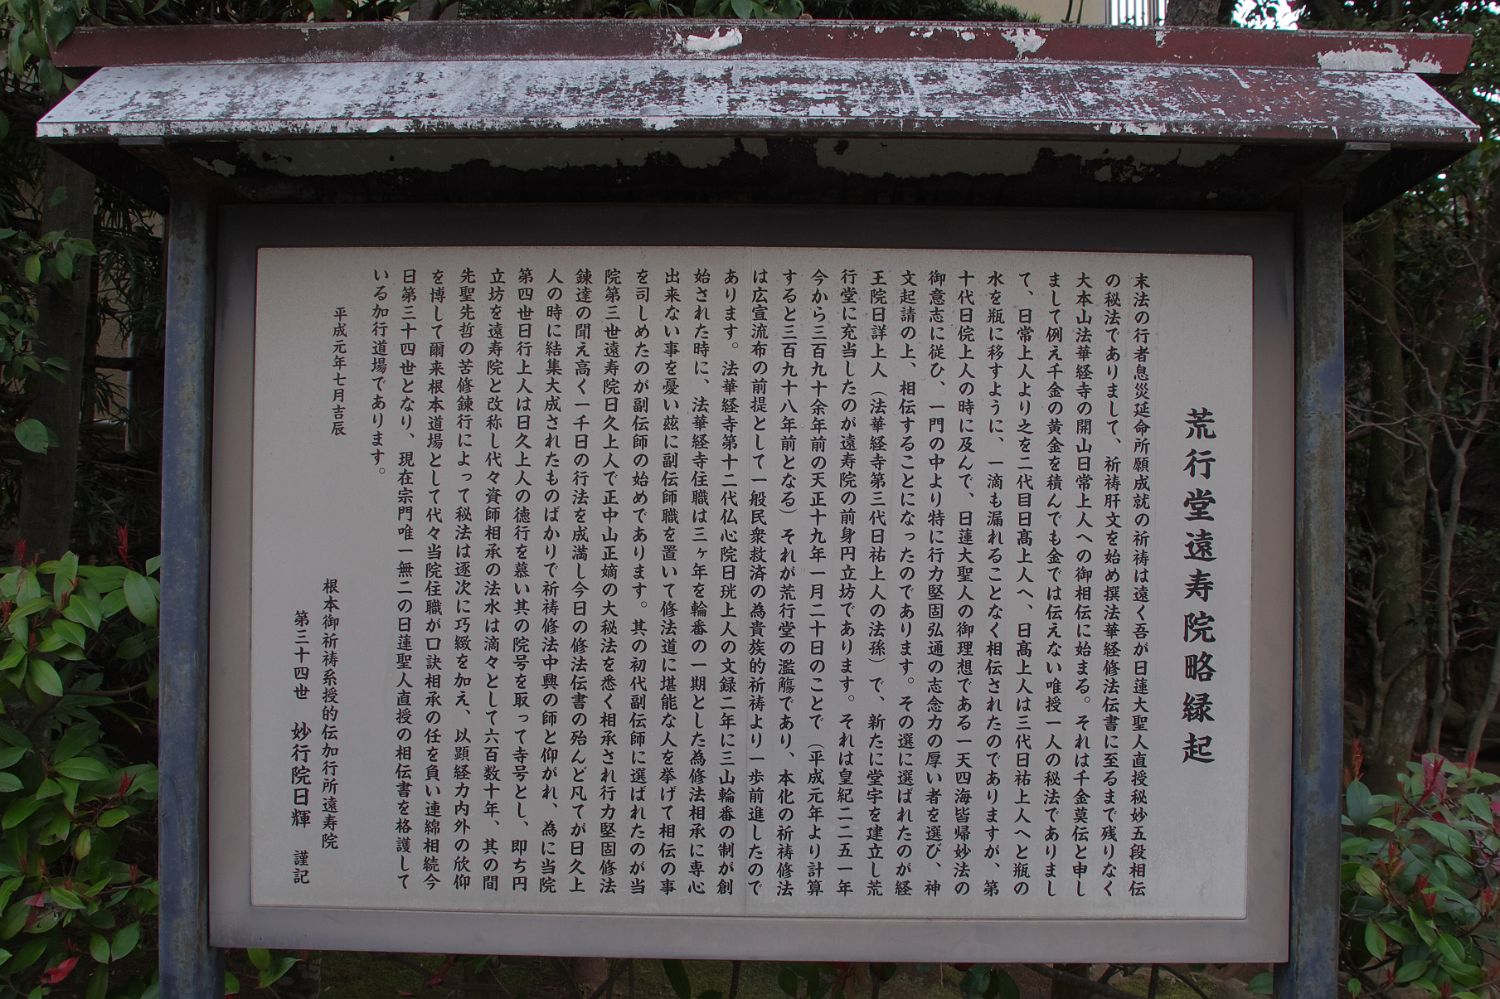 荒行堂遠寿院略縁起
末法の行者息災延命所願成就の祈祷は遠く吾が日蓮大聖人直授秘妙五段相伝
の秘法でありまして、祈祷肝文を始め撰法華経修法伝書に至るまで残りなく
大本山法華経寺の開山日常上人への御相伝に始まる。それは千金莫伝と申し
まして例え千金の黄金を積んでも金では伝えない唯授一人の秘法でありまし
て、日常上人より之を二代目日高上人へ、日高上人は三代日祐上人へと瓶の
水を瓶に移すように、一滴も漏れることなく相伝されたのでありますが、第
十代日俒上人の時に及んで、日蓮大聖人の御理想である一天四海皆帰妙法の
御意志に従ひ、一門の中より特に行力堅固弘通の志念力の厚い者を選び、神
文起請の上、相伝することになったのであります。その選に選ばれたのが経
王院日詳上人（法華経寺第三代日祐上人の法孫）で、新たに堂宇を建立し荒
行堂に充当したのが遠寿院の前身円立坊であります。それは皇紀二二五一年
今から三百九十余年前の天正十九年一月二十日のことで（平成元年より計算
すると三百九十八年前となる）それが荒行堂の濫觴であり、本化の祈祷修法
は広宣流布の前提として一般民衆救済の為貴族的祈祷より一歩前進したので
あります。法華経寺第十二代仏心院日珖上人の文録二年に三山輪番の制が創
始された時に、法華経寺住職は三ヶ年を輪番の一期とした為修法相承に専心
出来ない事を憂い玆に副伝師職を置いて修法道に堪能な人を挙げて相伝の事
を司しめたのが副伝師の始めであります。其の初代副伝師に選ばれたのが当
院第三世遠寿院日久上人で正中山正嫡の大秘法を悉く相承され行力堅固修法
錬達の聞え高く一千日の行法を成満し今日の修法伝書の殆んど凡てが日久上
人の時に結集大成されたものばかりで祈祷修法中興の師と仰がれ、為に当院
第四世日行上人は日久上人の徳行を慕い其の院号を取って寺号とし、即ち円
立坊を遠寿院と改称し代々資師相承の法水は滴々として六百数十年、其の間
先聖先哲の苦修錬行によって秘法は逐次に巧緻を加え、以顕経力内外の欣仰
を博して爾来根本道場として代々当院住職が口訣相承の任を負い連綿相続今
日第三十四世となり、現在宗門唯一無二の日蓮聖人直授の相伝書を格護して
いる加行道場であります。
平成元年七月吉辰
根本御祈祷系授的伝加行所遠寿院
第三十四世　妙行院日輝　謹記